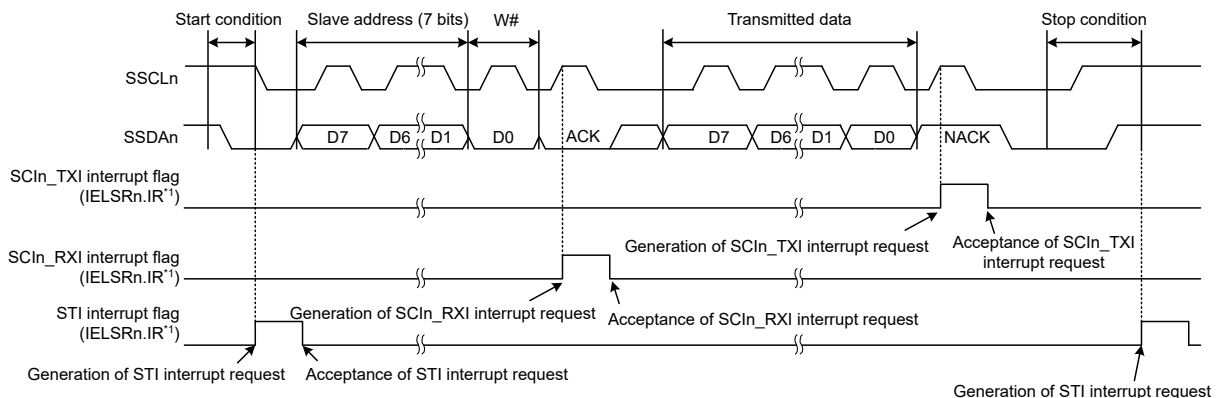 Start condition
Slave address (7 bits)
W#
Transmitted data
Stop condition
SSCLn
SSDAn
D7
D6
D1
D0
ACK
D7
D6
D1
D0
NACK
SCIn_TXI interrupt flag
(IELSRn.IR*1)
Generation of SCIn_TXI interrupt request
Acceptance of SCIn_TXI
interrupt request
SCIn_RXI interrupt flag
(IELSRn.IR*1)
Generation of SCIn_RXI interrupt request
Acceptance of SCIn_RXI interrupt request
STI interrupt flag
(IELSRn.IR*1)
Generation of STI interrupt request
Acceptance of STI interrupt request
Generation of STI interrupt request